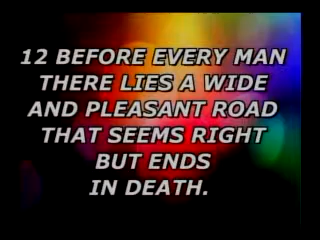 12 BEFORE EVERY MAN
THERE LIES A WIDE
AND PLEASANT ROAD
THAT SEEMS RIGHT
BUT ENDS
IN DEATH.